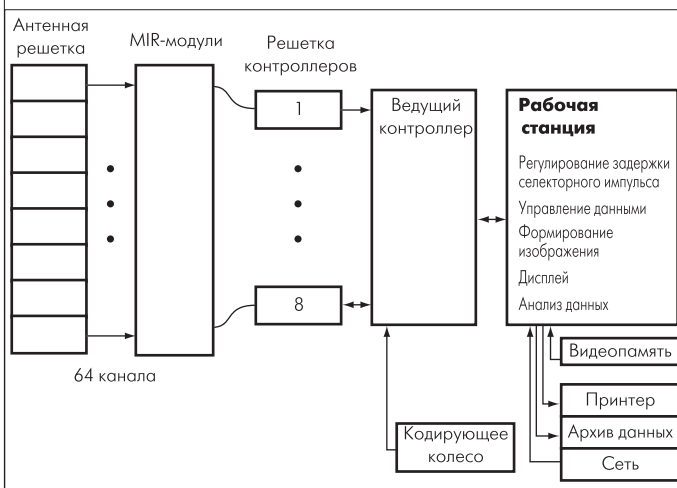 Антенная
решетка
MIR-модули
Решетка
контроллеров
1
8
64 канала
Ведущий
контроллер
Кодирующее
колесо
Рабочая
станция
Регулирование задержки
селекторного импульса
Управление данными
Формирование
изображения
Дисплей
Анализ данных
Видеопамять
Принтер
Архив данных
Сеть